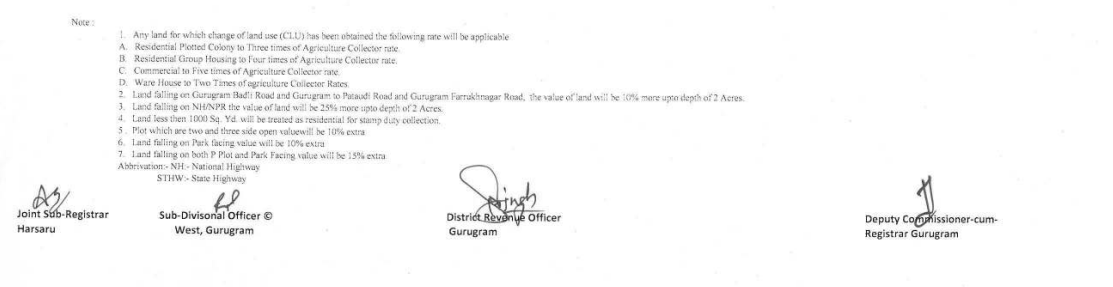 Note :
1. Any land for which change of land use (CLU) has been obtained the following rate will be applicable
A. Residential Plotted Colony to Three times of Agriculture Collector rate.
B. Residential Group Housing to Four times of Agriculture Collector rate.
C. Commercial to Five times of Agriculture Collector rate.
D. Ware House to Two Times of agriculture Collector Rates.
2. Land falling on Gurugram Badli Road and Gurugram to Pataudi Road and Gurugram Farrukhnagar Road, the value of land will be 10% more upto depth of 2 Acres.
3. Land falling on NH/NPR the value of land will be 25% more upto depth of 2 Acres.
4. Land less then 1000 Sq. Yd. will be treated as residential for stamp duty collection.
5. Plot which are two and three side open valuewill be 10% extra
6. Land falling on Park facing value will be 10% extra
7. Land falling on both P Plot and Park Facing value will be 15% extra
Abbrivation:- NH:- National Highway
STHW:- State Highway
Joint Sub-Registrar
Harsaru
Sub-Divisonal Officer ©
West, Gurugram
District Revenue Officer
Gurugram
Deputy Commissioner-cum-
Registrar Gurugram